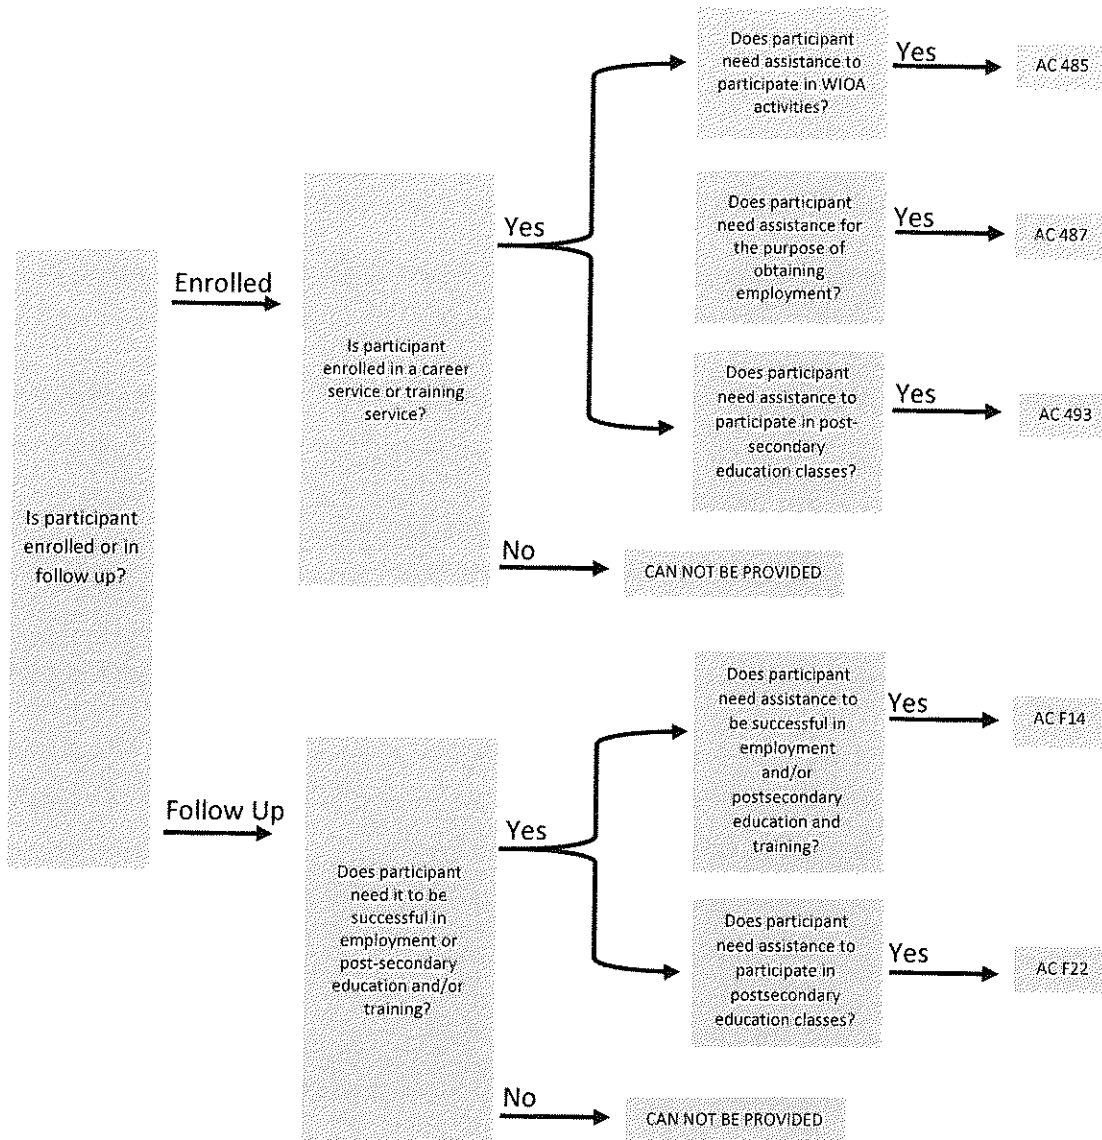 Is participant
enrolled or in
follow up?
Enrolled
Is participant
enrolled in a career
service or training
service?
Yes
Does participant
need assistance to
participate in WIOA
activities?
Yes
AC 485
Does participant
need assistance for
the purpose of
obtaining
employment?
Yes
AC 487
Does participant
need assistance to
participate in post-
secondary
education classes?
Yes
AC 493
No
CAN NOT BE PROVIDED
Follow Up
Does participant
need it to be
successful in
employment or
post-secondary
education and/or
training?
Yes
Does participant
need assistance to
be successful in
employment
and/or
postsecondary
education and
training?
Yes
AC F14
Does participant
need assistance to
participate in
postsecondary
education classes?
Yes
AC F22
No
CAN NOT BE PROVIDED